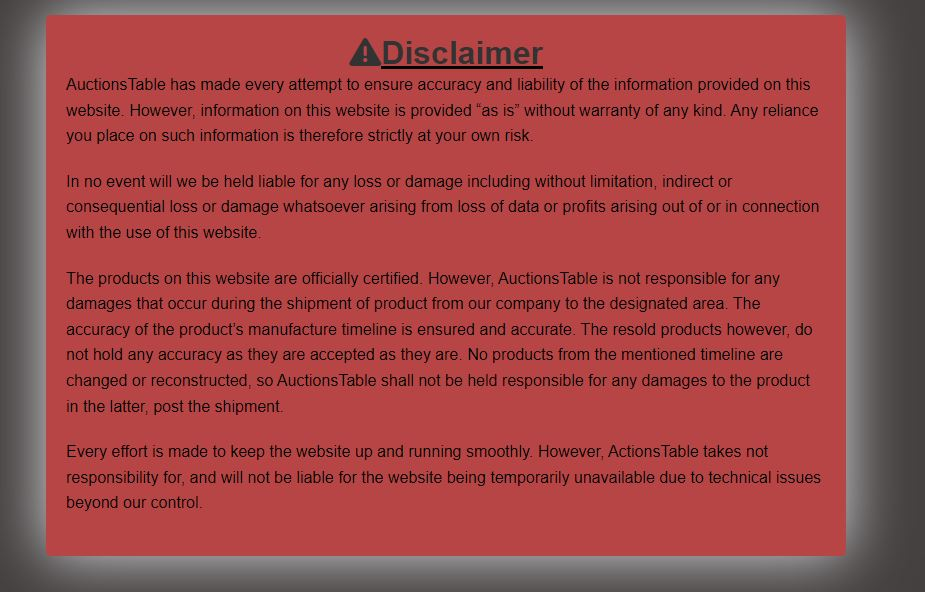 Disclaimer
AuctionsTable has made every attempt to ensure accuracy and liability of the information provided on this
website. However, information on this website is provided “as is” without warranty of any kind. Any reliance
you place on such information is therefore strictly at your own risk.
In no event will we be held liable for any loss or damage including without limitation, indirect or
consequential loss or damage whatsoever arising from loss of data or profits arising out of or in connection
with the use of this website.
The products on this website are officially certified. However, AuctionsTable is not responsible for any
damages that occur during the shipment of product from our company to the designated area. The
accuracy of the product’s manufacture timeline is ensured and accurate. The resold products however, do
not hold any accuracy as they are accepted as they are. No products from the mentioned timeline are
changed or reconstructed, so AuctionsTable shall not be held responsible for any damages to the product
in the latter, post the shipment.
Every effort is made to keep the website up and running smoothly. However, ActionsTable takes not
responsibility for, and will not be liable for the website being temporarily unavailable due to technical issues
beyond our control.